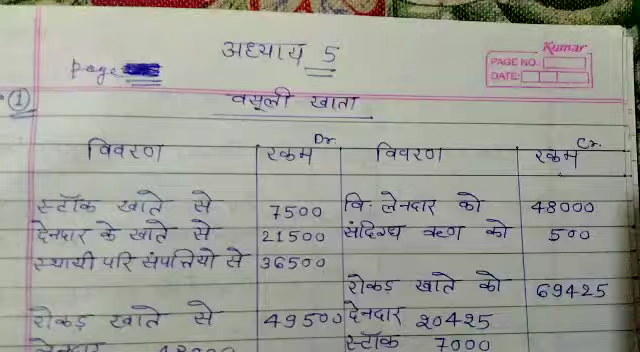 अध्याय 5
Kumar
PAGE NO.
DATE:
page
1
वसूली खाता
Dr. Cr.
विवरण रकम विवरण रकम
स्टॉक खाते से 7500 वि. लेनदार को 48000
देनदार के खाते से 21500 संदिग्ध ऋण को 500
स्थायी परि संपत्तियो से 36500
रोकड़ खाते को 69425
रोकड़ खाते से 49500 देनदार 20425
स्टॉक 7000